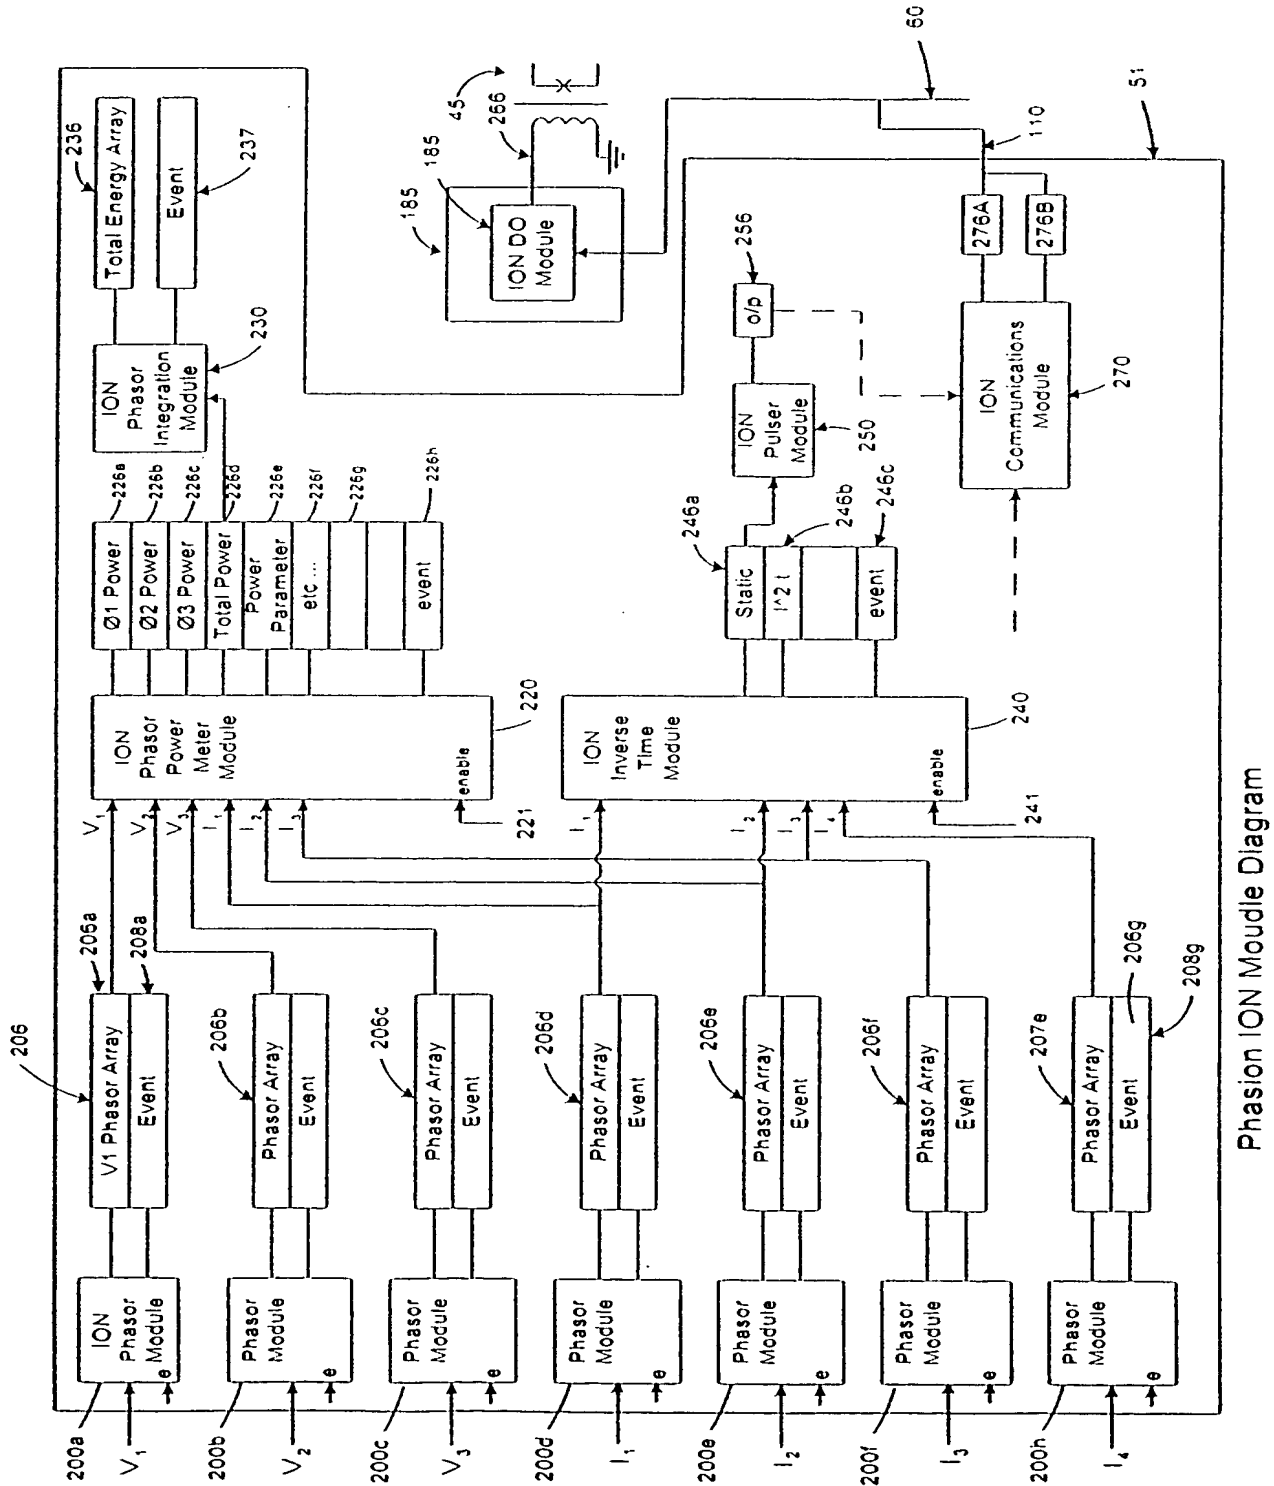 200a
V1
ION
Phasor
Module
e
206
V1 Phasor Array
Event
206a
208a
200b
V2
Phasor
Module
e
Phasor Array
Event
206b
200c
V3
Phasor
Module
e
Phasor Array
Event
206c
200d
I1
Phasor
Module
e
Phasor Array
Event
206d
200e
I2
Phasor
Module
e
Phasor Array
Event
206e
200f
I3
Phasor
Module
e
Phasor Array
Event
206f
200h
I4
Phasor
Module
e
Phasor Array
Event
207e
206g
208g
V1
V2
V3
I1
I2
I3
221
ION
Phasor
Power
Meter
Module
enable
220
Ø1 Power
Ø2 Power
Ø3 Power
Total Power
Power
Parameter
etc ...
event
226a
226b
226c
226d
226e
226f
226g
226h
ION
Phasor
Integration
Module
230
Total Energy Array
Event
236
237
I1
I2
I3
I4
241
ION
Inverse
Time
Module
enable
240
Static
I^2 t
event
246a
246b
246c
ION
Pulser
Module
250
o/p
256
ION
Communications
Module
270
276A
276B
185
185
ION DO
Module
266
45
60
110
51
Phasion ION Moudle Diagram